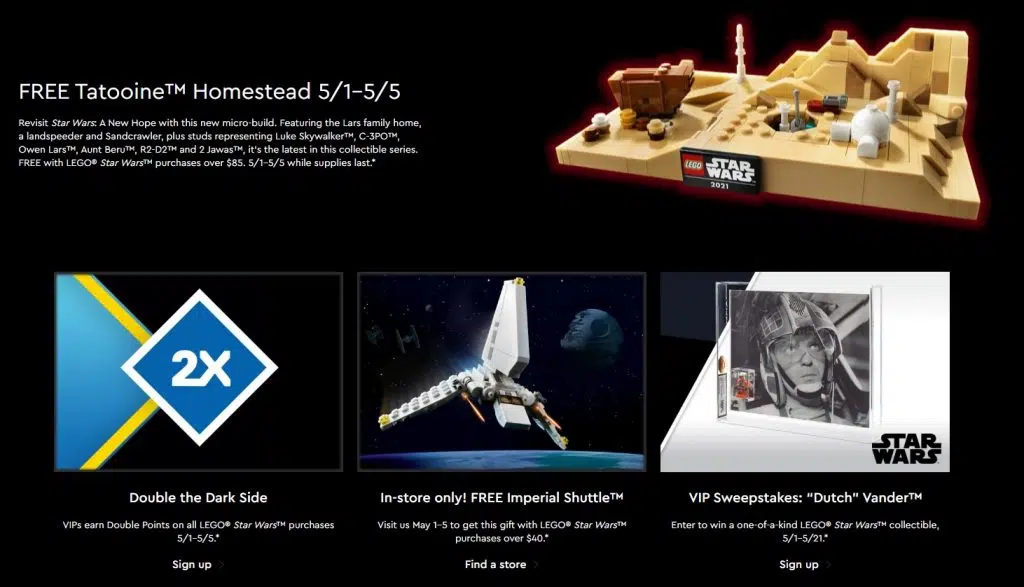 FREE Tatooine™ Homestead 5/1–5/5
Revisit Star Wars: A New Hope with this new micro-build. Featuring the Lars family home,
a landspeeder and Sandcrawler, plus studs representing Luke Skywalker™, C-3PO™,
Owen Lars™, Aunt Beru™, R2-D2™ and 2 Jawas™, it's the latest in this collectible series.
FREE with LEGO® Star Wars™ purchases over $85. 5/1–5/5 while supplies last.*
LEGO STAR WARS
2021
2X
STAR WARS
Double the Dark Side
VIPs earn Double Points on all LEGO® Star Wars™ purchases
5/1–5/5.*
Sign up
In-store only! FREE Imperial Shuttle™
Visit us May 1–5 to get this gift with LEGO® Star Wars™
purchases over $40.*
Find a store
VIP Sweepstakes: "Dutch" Vander™
Enter to win a one-of-a-kind LEGO® Star Wars™ collectible,
5/1–5/21.*
Sign up